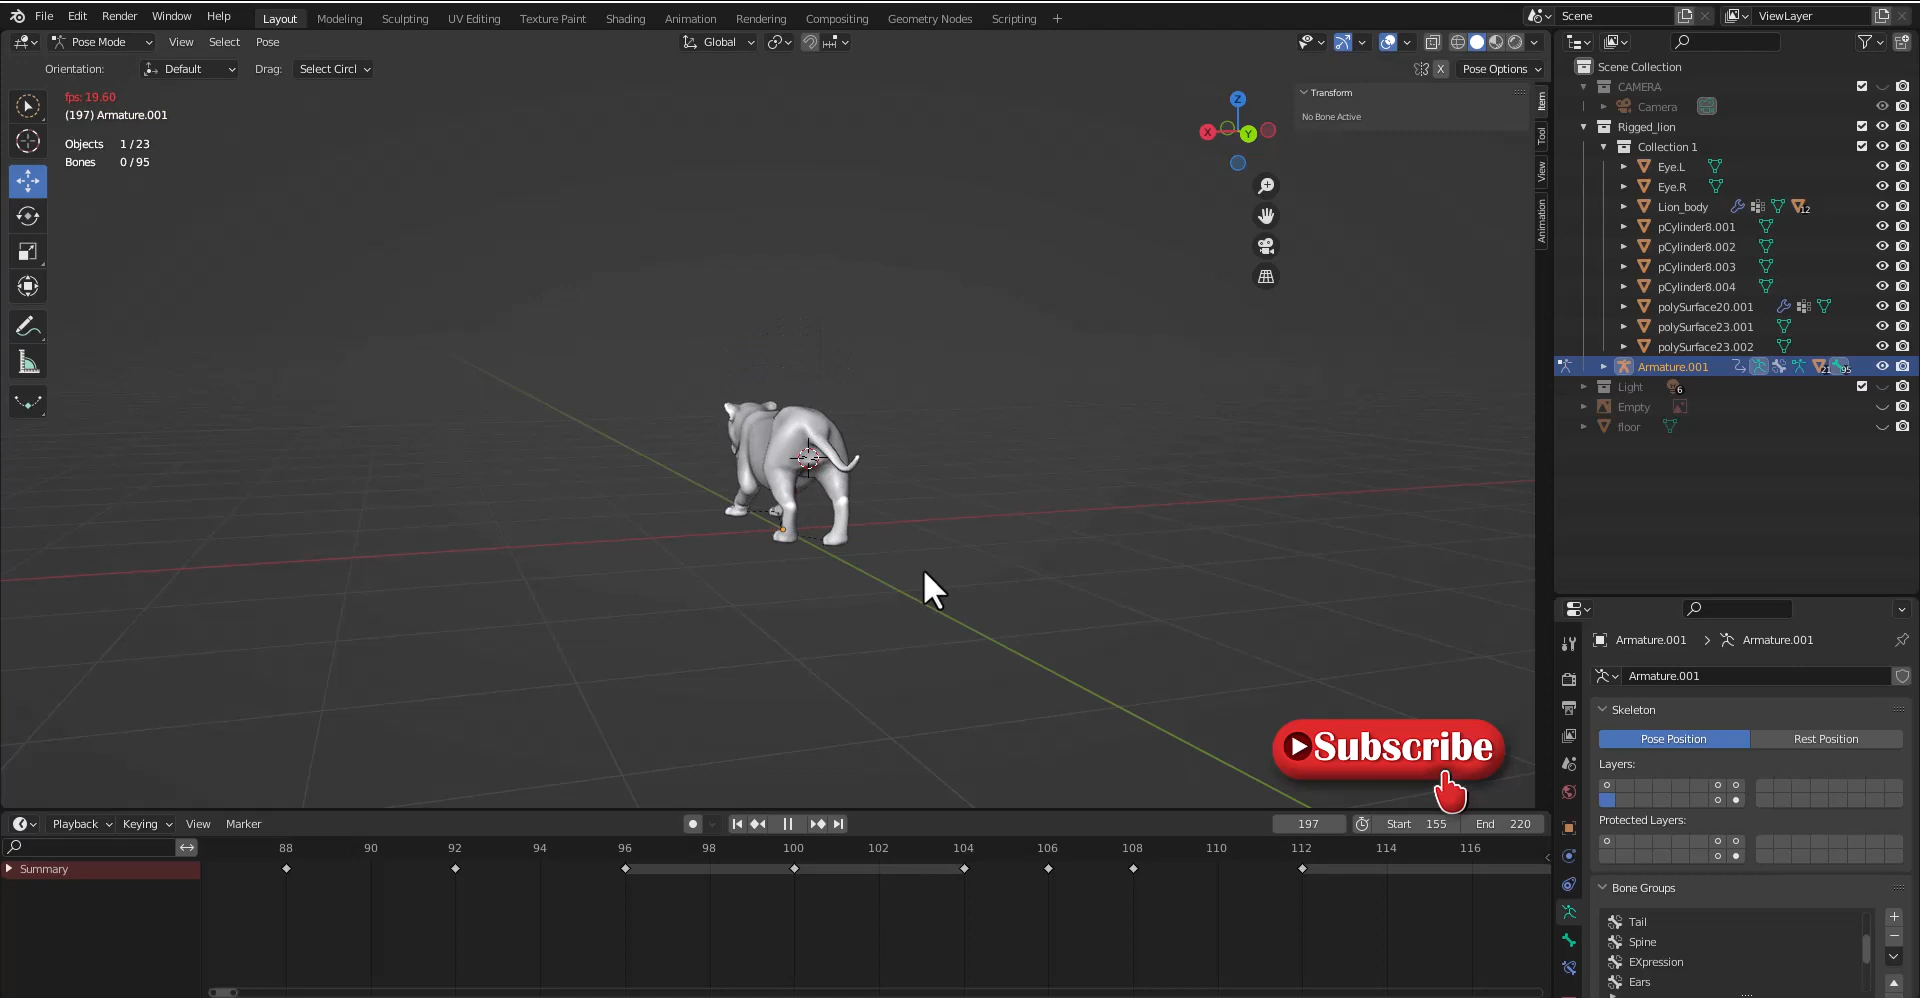 File Edit Render Window Help Layout Modeling Sculpting UV Editing Texture Paint Shading Animation Rendering Compositing Geometry Nodes Scripting + Scene ViewLayer
Pose Mode View Select Pose Global
Orientation: Default Drag: Select Circl X Pose Options
fps: 19.60
(197) Armature.001
Objects 1 / 23
Bones 0 / 95
Z
X
Y
Transform
No Bone Active
Item
Tool
View
Animation
Scene Collection
CAMERA
Camera
Rigged_lion
Collection 1
Eye.L
Eye.R
Lion_body 12
pCylinder8.001
pCylinder8.002
pCylinder8.003
pCylinder8.004
polySurface20.001
polySurface23.001
polySurface23.002
Armature.001 21 95
Light 6
Empty
floor
Armature.001 > Armature.001
Armature.001
Skeleton
Pose Position Rest Position
Layers:
Protected Layers:
Bone Groups
Tail
Spine
EXpression
Ears
Subscribe
Playback Keying View Marker 197 Start 155 End 220
88 90 92 94 96 98 100 102 104 106 108 110 112 114 116
Summary